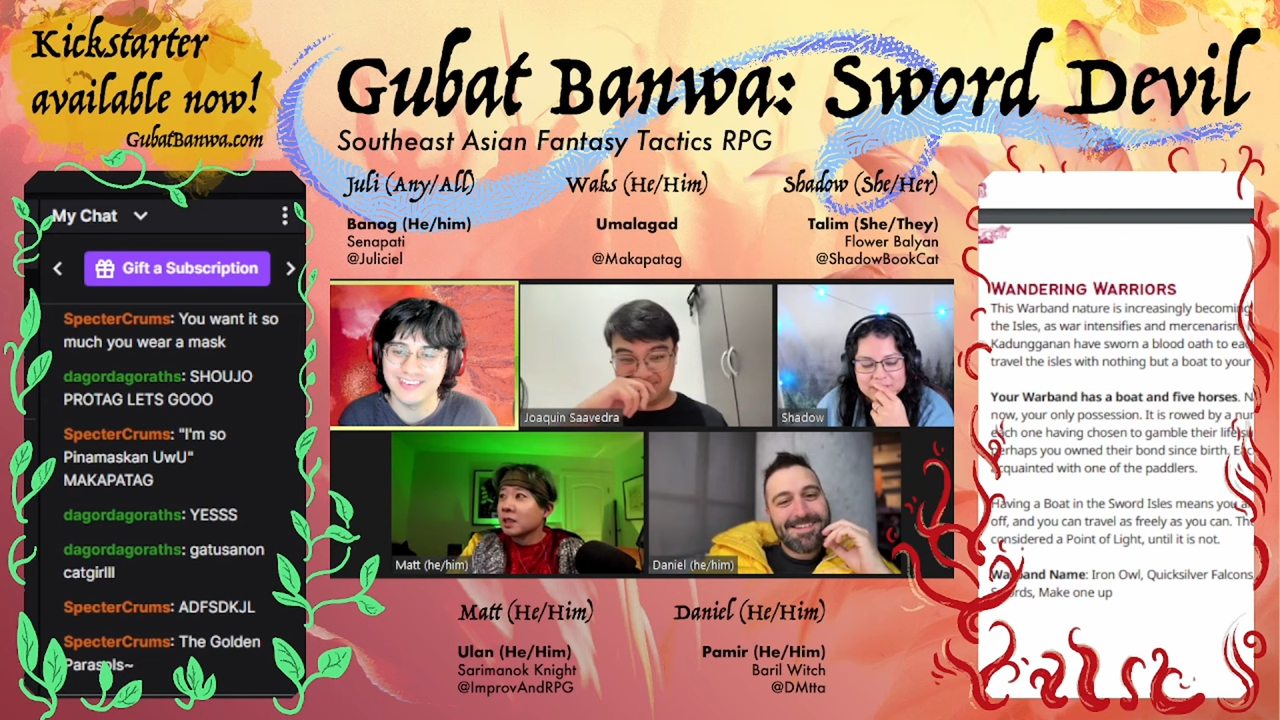 Kickstarter
available now!
GubatBanwa.com
Gubat Banwa: Sword Devil
Southeast Asian Fantasy Tactics RPG
Juli (Any/All)
Banog (He/him)
Senapati
@Juliciel
Waks (He/Him)
Umalagad
@Makapatag
Shadow (She/Her)
Talim (She/They)
Flower Balyan
@ShadowBookCat
My Chat
Gift a Subscription
SpecterCrums: You want it so
much you wear a mask
dagordagoraths: SHOUJO
PROTAG LETS GOOO
SpecterCrums: "I'm so
Pinamaskan UwU"
MAKAPATAG
dagordagoraths: YESSS
dagordagoraths: gatusanon
catgirlll
SpecterCrums: ADFSDKJL
SpecterCrums: The Golden
Parasols~
Joaquin Saavedra
Shadow
Matt (he/him)
Daniel (he/him)
Matt (He/Him)
Ulan (He/Him)
Sarimanok Knight
@ImprovAndRPG
Daniel (He/Him)
Pamir (He/Him)
Baril Witch
@DMtta
WANDERING WARRIORS
This Warband nature is increasingly becoming
the Isles, as war intensifies and mercenarism
Kadungganan have sworn a blood oath to
travel the isles with nothing but a boat to your
Your Warband has a boat and five horses.
now, your only possession. It is rowed by a
each one having chosen to gamble their
perhaps you owned their bond since birth.
acquainted with one of the paddlers.
Having a Boat in the Sword Isles means you
off, and you can travel as freely as you can.
considered a Point of Light, until it is not.
Warband Name: Iron Owl, Quicksilver Falcons
Swords, Make one up